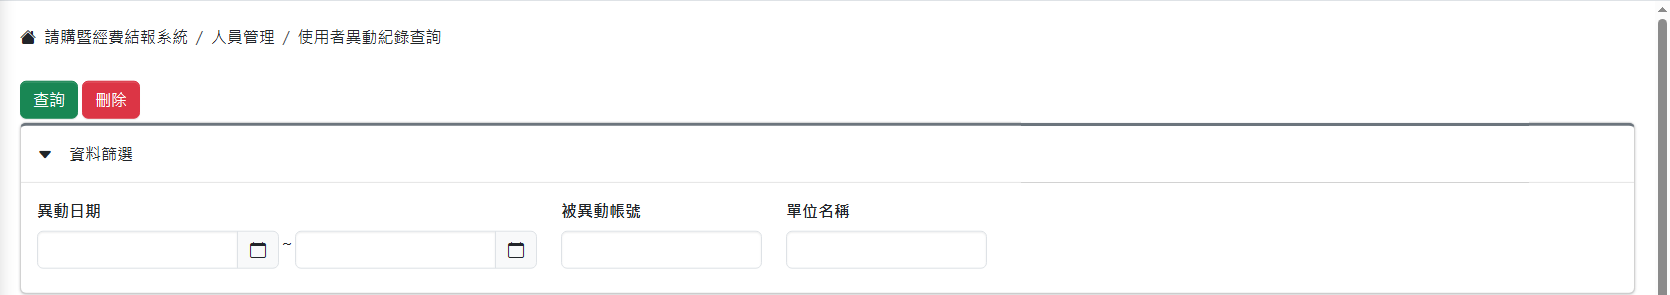 請購暨經費結報系統 / 人員管理 / 使用者異動紀錄查詢
查詢 刪除
資料篩選
異動日期 被異動帳號 單位名稱
~